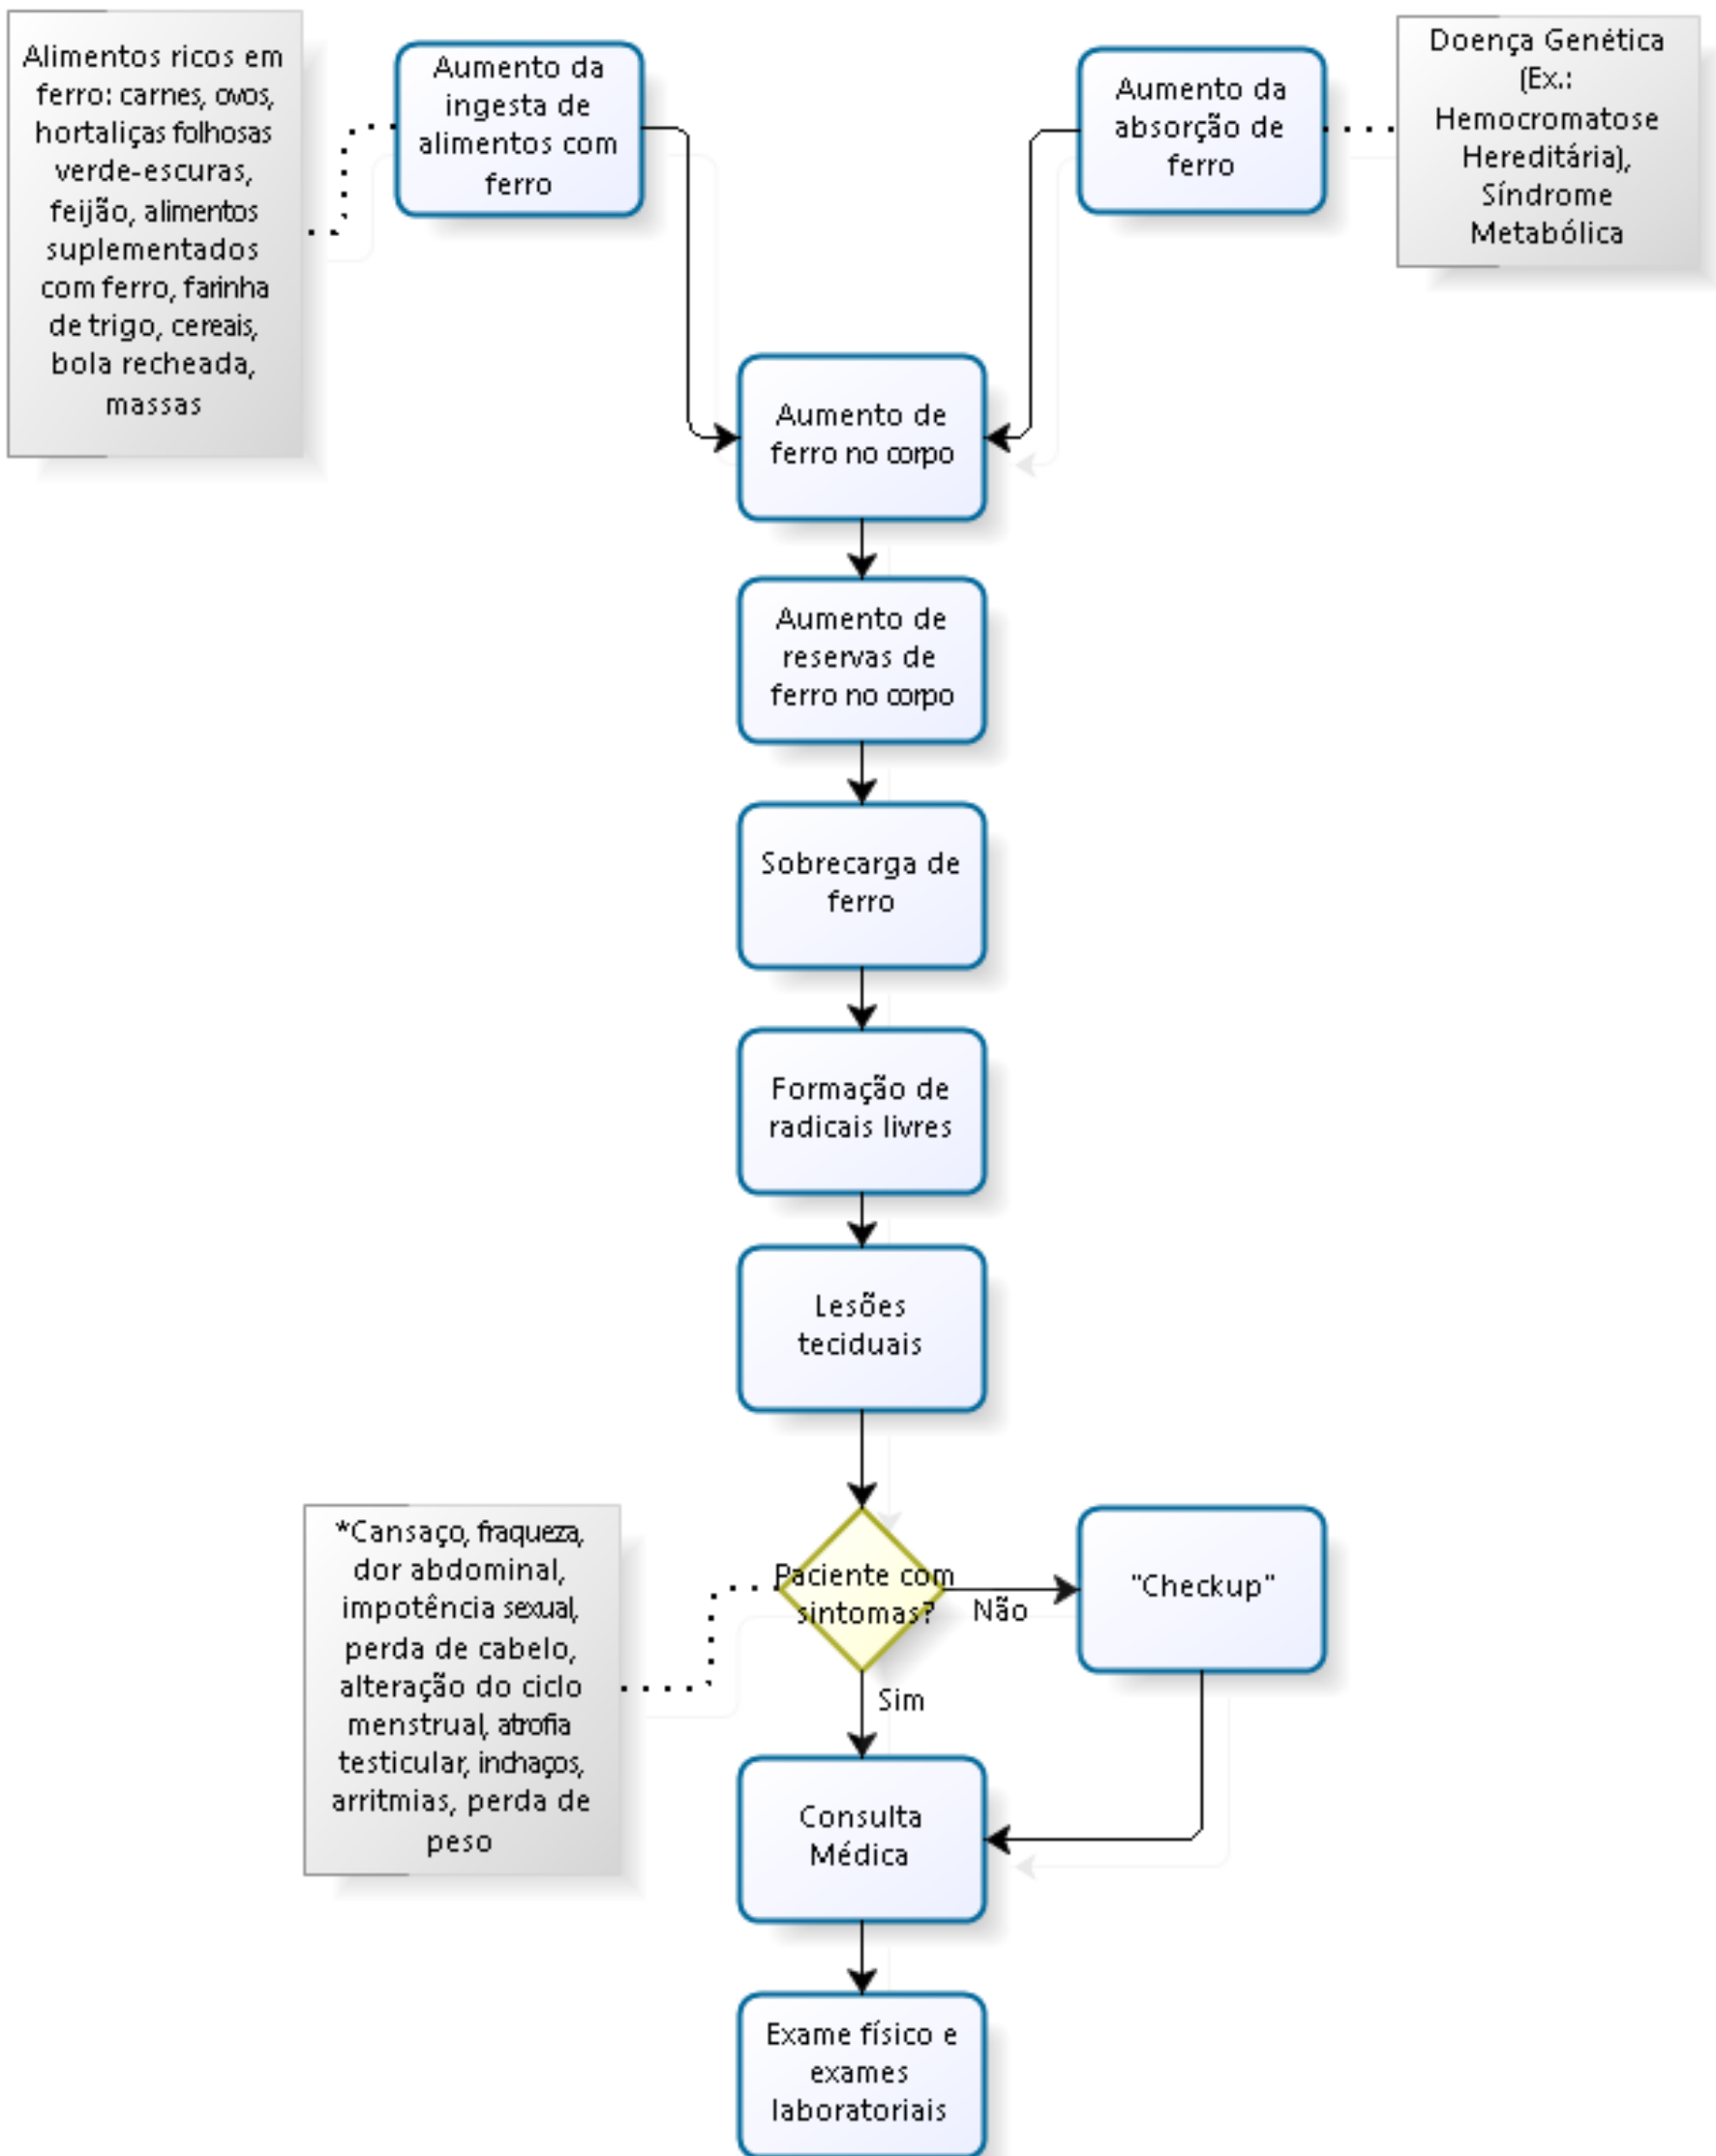 Alimentos ricos em
ferro: carnes, ovos,
hortaliças folhosas
verde-escuras,
feijão, alimentos
suplementados
com ferro, farinha
de trigo, cereais,
bola recheada,
massas
Aumento da
ingesta de
alimentos com
ferro
Aumento da
absorção de
ferro
Doença Genética
(Ex.:
Hemocromatose
Hereditária),
Síndrome
Metabólica
Aumento de
ferro no corpo
Aumento de
reservas de
ferro no corpo
Sobrecarga de
ferro
Formação de
radicais livres
Lesões
teciduais
*Cansaço, fraqueza,
dor abdominal,
impotência sexual,
perda de cabelo,
alteração do ciclo
menstrual, atrofia
testicular, inchaços,
arritmias, perda de
peso
Paciente com
sintomas?
Não
"Checkup"
Sim
Consulta
Médica
Exame físico e
exames
laboratoriais